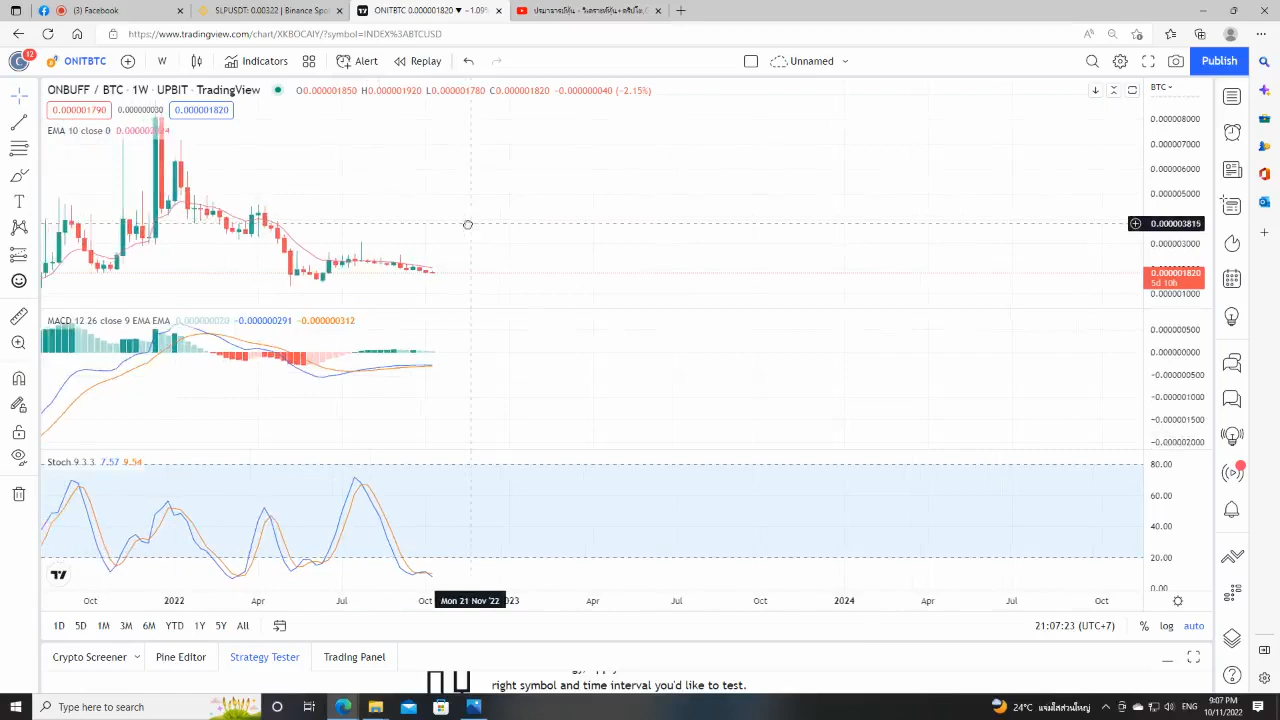 Facebook
SLPUSDT: 0.00322 | Binance Spo
ONITBTC 0.000001820 ▼ −1.09%
https://www.tradingview.com/chart/XKBOCAIY/?symbol=INDEX%3ABTCUSD
12
ONITBTC
W
Indicators
Alert
Replay
Unnamed
Publish
ONBUFF / BTC · 1W · UPBIT · TradingView
O0.000001850 H0.000001920 L0.000001780 C0.000001820 −0.000000040 (−2.15%)
BTC
0.000001790
0.000001820
EMA 10 close 0
0.000008000
0.000007000
0.000006000
0.000005000
0.000003815
0.000003000
0.000001820
5d 10h
0.000001000
MACD 12 26 close 9 EMA EMA 0.000000020 −0.000000291 −0.000000312
0.000000500
0.000000000
−0.000000500
−0.000001000
−0.000001500
−0.000002000
Stoch 9 3 3 7.57 9.54
80.00
60.00
40.00
20.00
0.00
Oct 2022 Apr Jul Oct Mon 21 Nov '22 023 Apr Jul Oct 2024 Apr Jul Oct
1D 5D 1M 3M 6M YTD 1Y 5Y All
21:07:23 (UTC+7) % log auto
Crypto Screener Pine Editor Strategy Tester Trading Panel
right symbol and time interval you'd like to test.
Type here to search
24°C
9:07 PM
10/11/2022